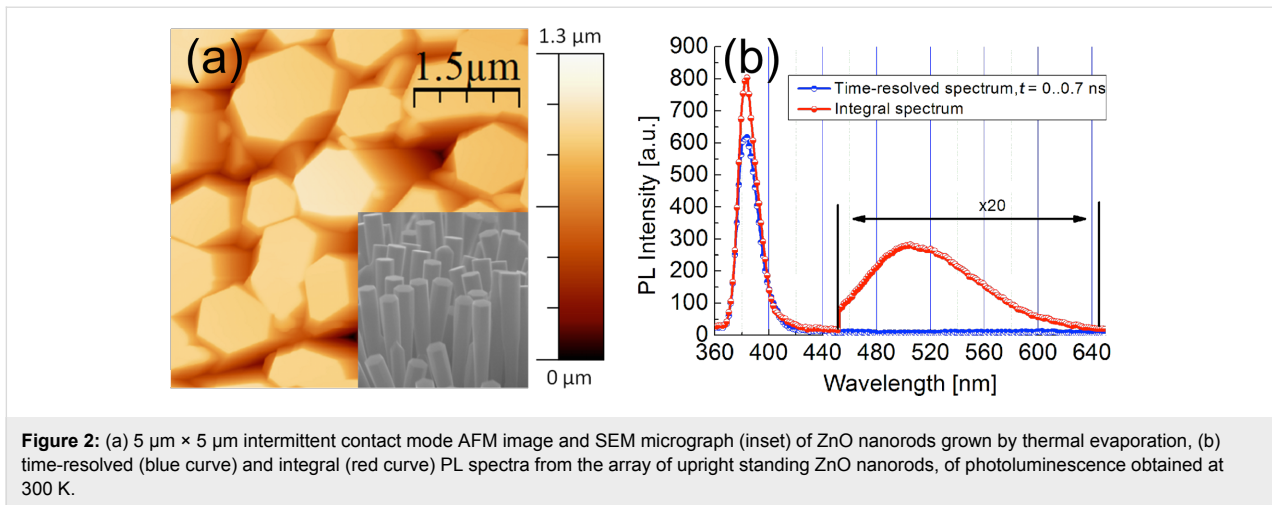 (a)
1.5µm
1.3 µm
0 µm
(b)
900
800
700
600
500
400
300
200
100
0
PL Intensity [a.u.]
Time-resolved spectrum, t = 0..0.7 ns
Integral spectrum
x20
360 400 440 480 520 560 600 640
Wavelength [nm]
Figure 2: (a) 5 µm × 5 µm intermittent contact mode AFM image and SEM micrograph (inset) of ZnO nanorods grown by thermal evaporation, (b)
time-resolved (blue curve) and integral (red curve) PL spectra from the array of upright standing ZnO nanorods, of photoluminescence obtained at
300 K.